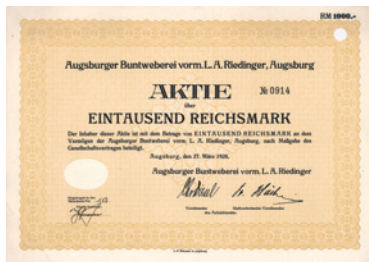 RM 1000.-
Augsburger Buntweberei vorm. L. A. Riedinger, Augsburg
AKTIE № 0914
über
EINTAUSEND REICHSMARK
Der Inhaber dieser Aktie ist mit dem Betrage von EINTAUSEND REICHSMARK an dem
Vermögen der Augsburger Buntweberei vorm. L. A. Riedinger, Augsburg, nach Maßgabe des
Gesellschaftsvertrages beteiligt.
Augsburg, den 27. März 1928.
Augsburger Buntweberei vorm. L. A. Riedinger